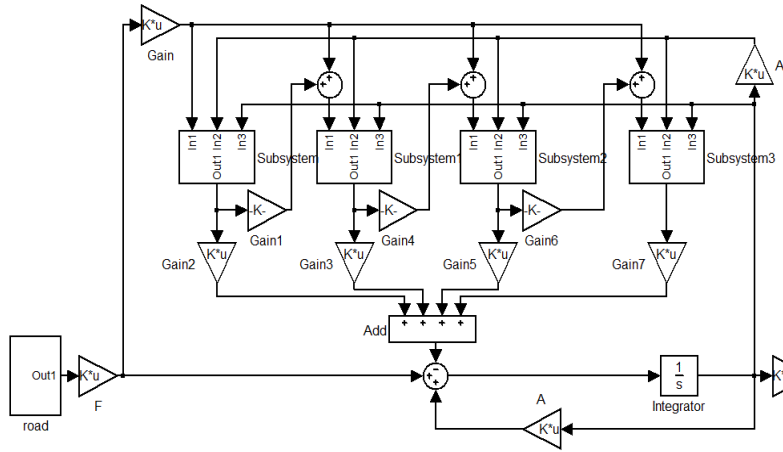 K*u
Gain
K*u
A
In1
In2
In3
Out1
Subsystem
In1
In2
In3
Out1
Subsystem1
In1
In2
In3
Out1
Subsystem2
In1
In2
In3
Out1
Subsystem3
-K-
Gain1
-K-
Gain4
-K-
Gain6
Gain2
K*u
Gain3
K*u
Gain5
K*u
Gain7
K*u
Add
Out1
road
K*u
F
1
s
Integrator
K*
A
K*u